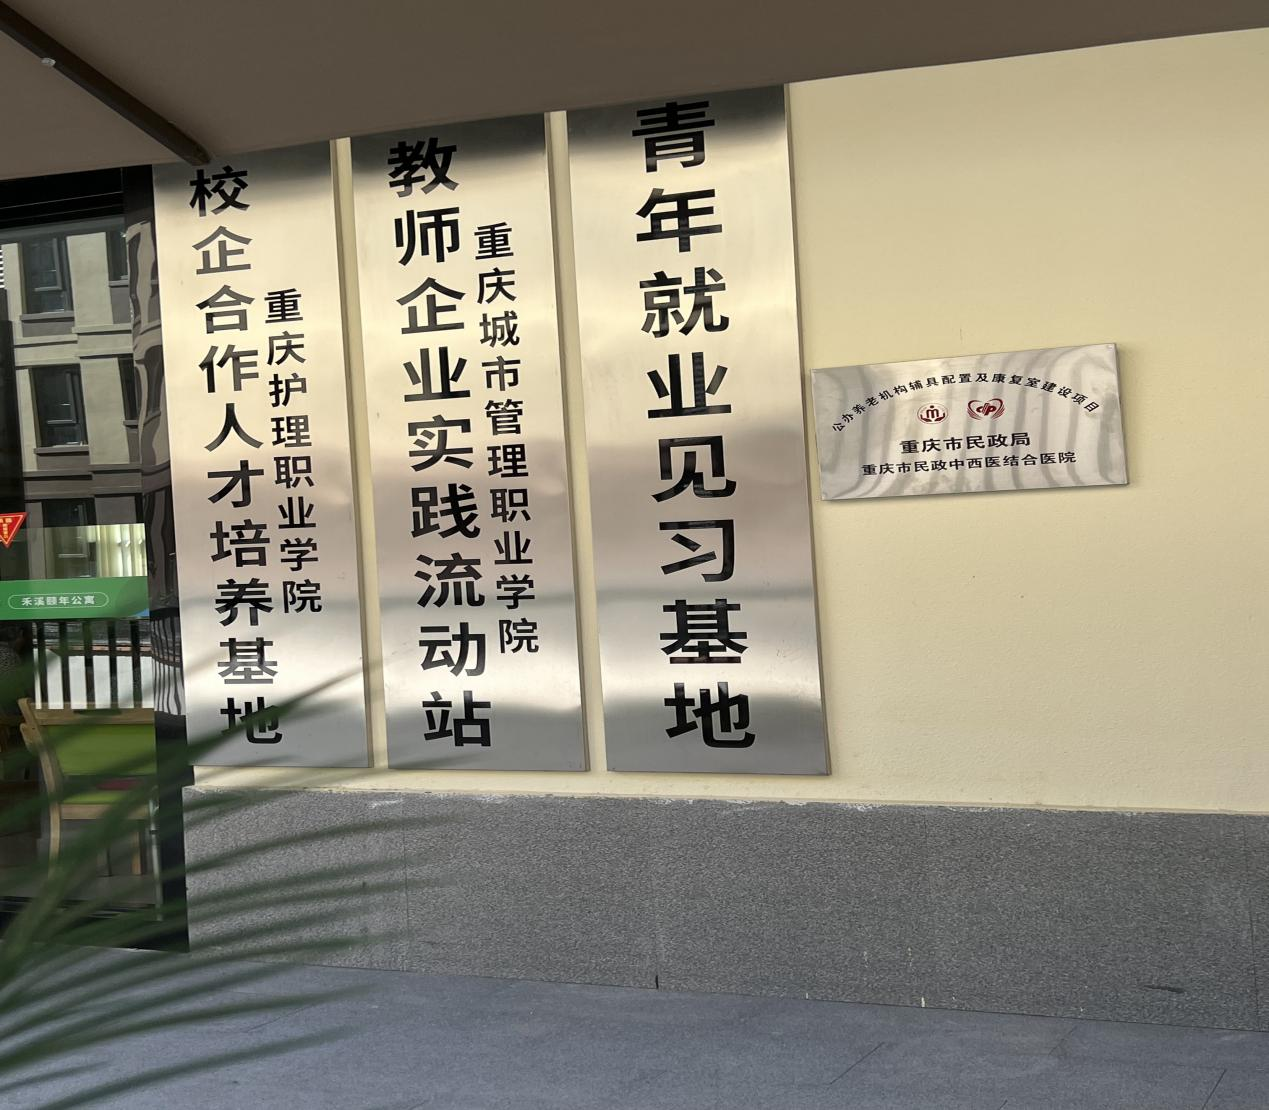 校企合作人才培养基地
重庆护理职业学院
教师企业实践流动站
重庆城市管理职业学院
青年就业见习基地
公办养老机构辅具配置及康复室建设项目
重庆市民政局
重庆市民政中西医结合医院
禾溪颐年公寓